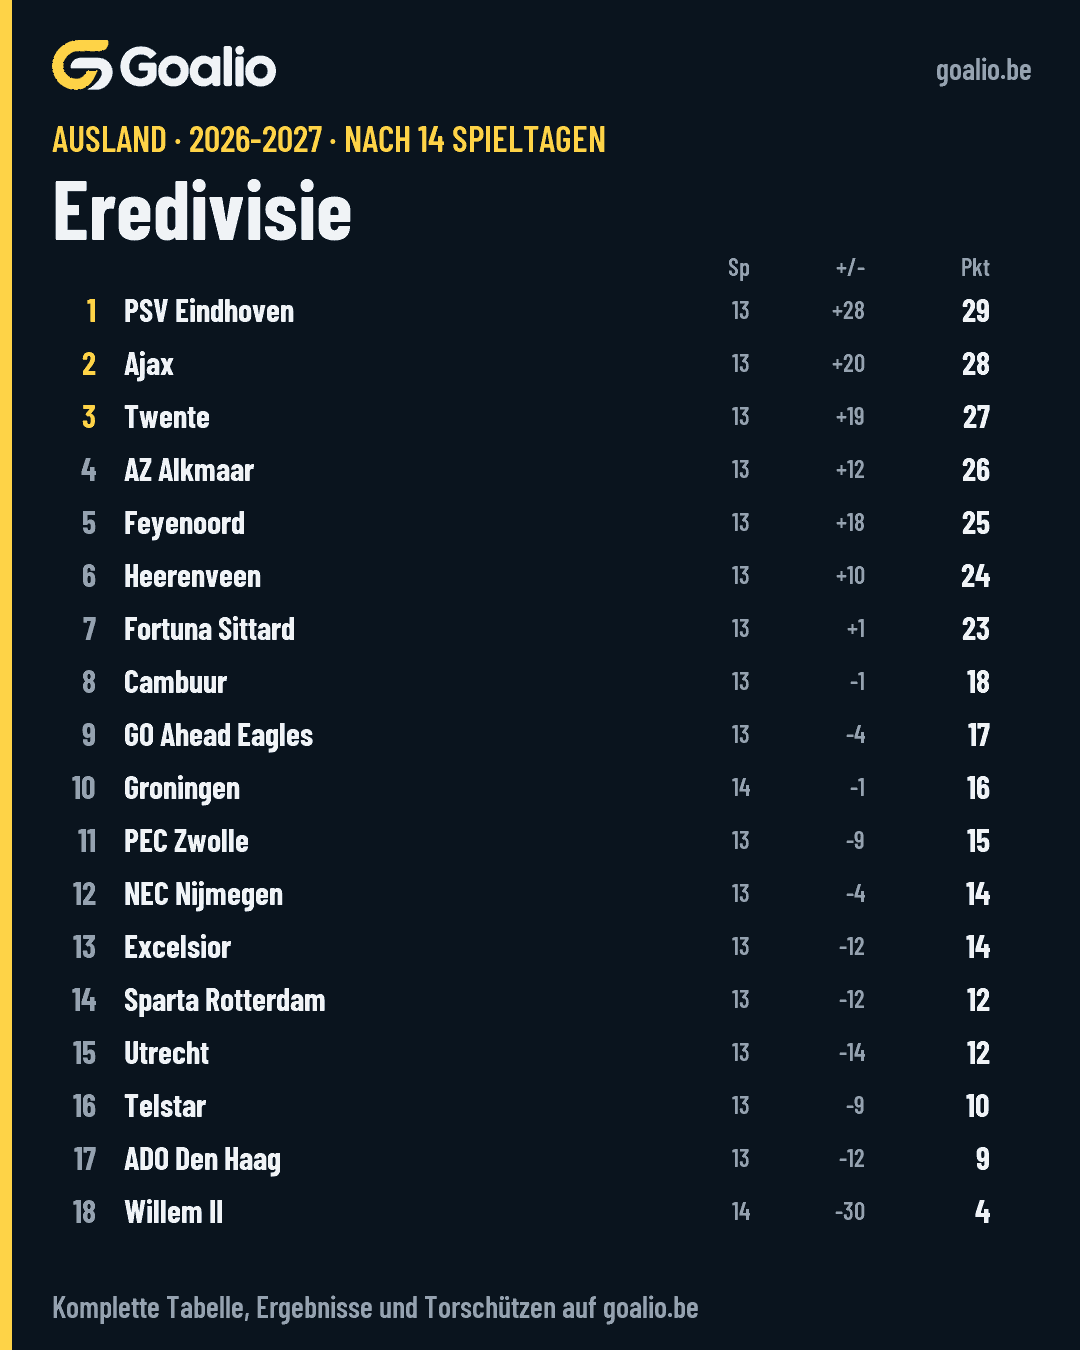 Goalio goalio.be
AUSLAND · 2026-2027 · NACH 14 SPIELTAGEN
Eredivisie
Sp +/- Pkt
1 PSV Eindhoven 13 +28 29
2 Ajax 13 +20 28
3 Twente 13 +19 27
4 AZ Alkmaar 13 +12 26
5 Feyenoord 13 +18 25
6 Heerenveen 13 +10 24
7 Fortuna Sittard 13 +1 23
8 Cambuur 13 -1 18
9 GO Ahead Eagles 13 -4 17
10 Groningen 14 -1 16
11 PEC Zwolle 13 -9 15
12 NEC Nijmegen 13 -4 14
13 Excelsior 13 -12 14
14 Sparta Rotterdam 13 -12 12
15 Utrecht 13 -14 12
16 Telstar 13 -9 10
17 ADO Den Haag 13 -12 9
18 Willem II 14 -30 4
Komplette Tabelle, Ergebnisse und Torschützen auf goalio.be